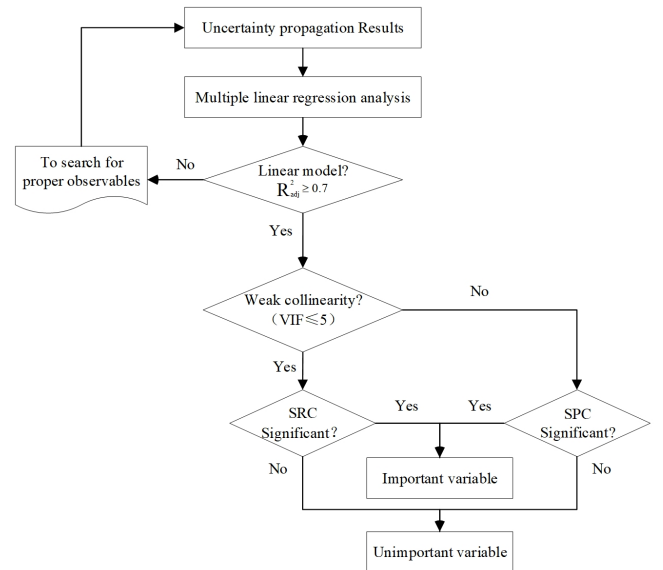 Uncertainty propagation Results
Multiple linear regression analysis
To search for
proper observables
No
Linear model?
R²adj ≥ 0.7
Yes
Weak collinearity?
（VIF≤5）
No
Yes
SRC
Significant?
Yes
Yes
SPC
Significant?
No
Important variable
No
Unimportant variable